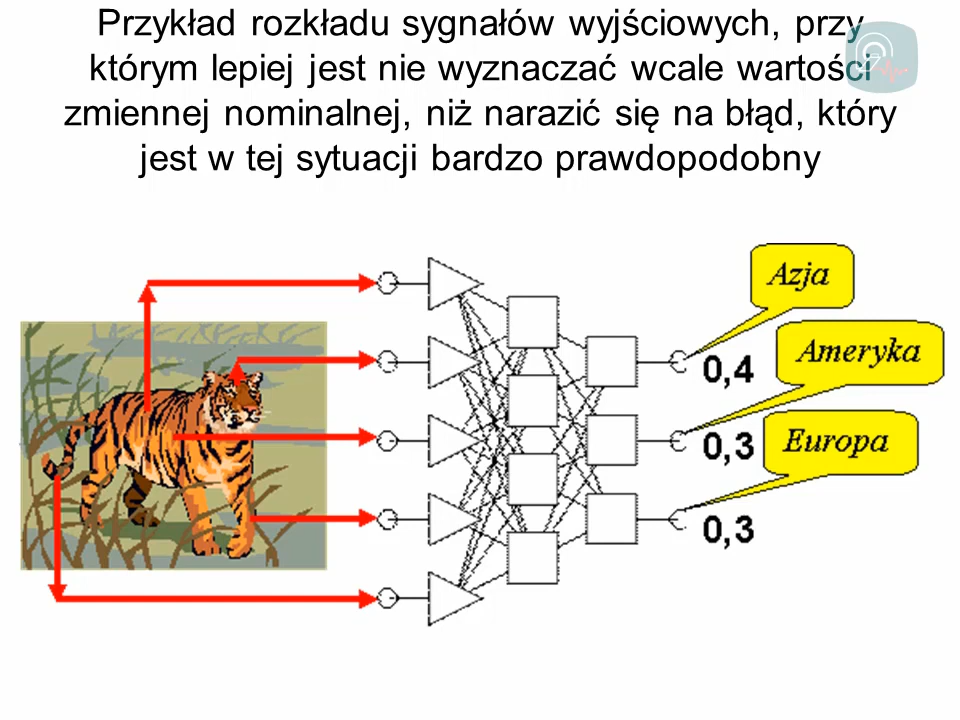 Przykład rozkładu sygnałów wyjściowych, przy
którym lepiej jest nie wyznaczać wcale wartości
zmiennej nominalnej, niż narazić się na błąd, który
jest w tej sytuacji bardzo prawdopodobny
Azja
0,4
Ameryka
0,3
Europa
0,3